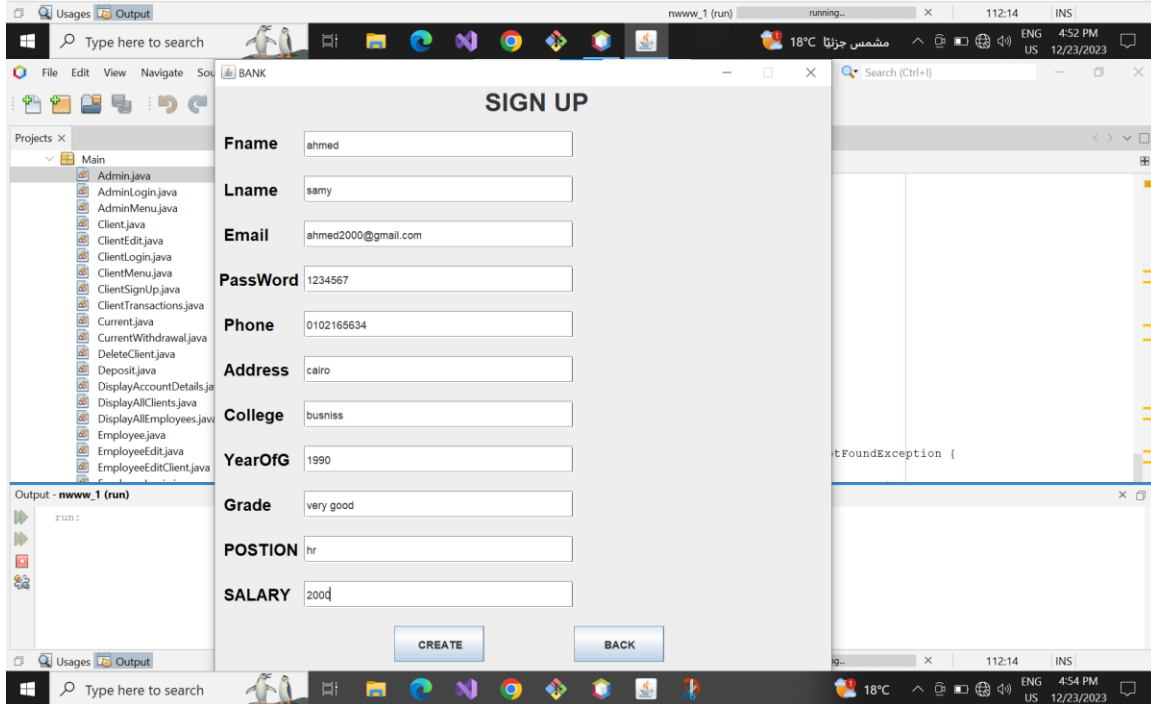 Usages Output nwww_1 (run) running... 112:14 INS
Type here to search 18°C مشمس جزئيًا ENG 4:52 PM
US 12/23/2023
File Edit View Navigate Sou BANK Search (Ctrl+I)
SIGN UP
Projects
Main
Admin.java
AdminLogin.java
AdminMenu.java
Client.java
ClientEdit.java
ClientLogin.java
ClientMenu.java
ClientSignUp.java
ClientTransactions.java
Current.java
CurrentWithdrawal.java
DeleteClient.java
Deposit.java
DisplayAccountDetails.ja
DisplayAllClients.java
DisplayAllEmployees.java
Employee.java
EmployeeEdit.java
EmployeeEditClient.java
Fname ahmed
Lname samy
Email ahmed2000@gmail.com
PassWord 1234567
Phone 0102165634
Address cairo
College busniss
YearOfG 1990
Grade very good
POSTION hr
SALARY 2000
CREATE BACK
tFoundException {
Output - nwww_1 (run)
run:
Usages Output 112:14 INS
Type here to search 18°C ENG 4:54 PM
US 12/23/2023